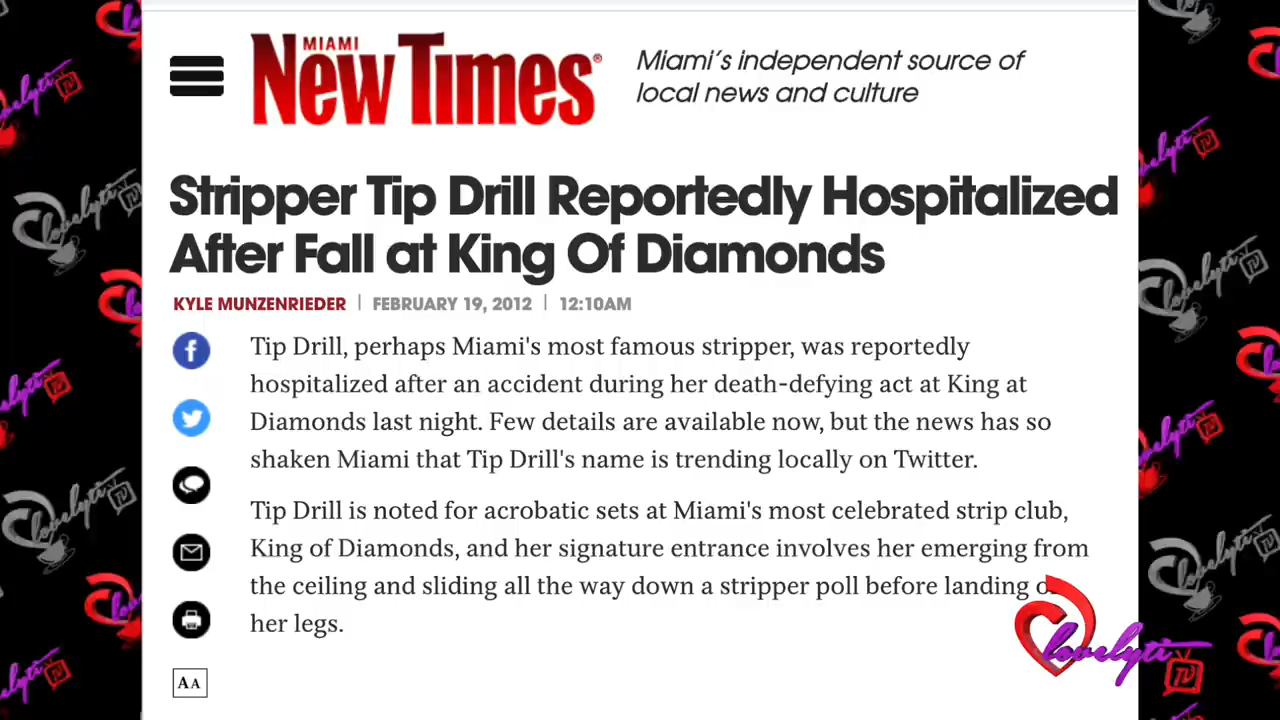 MIAMI
New Times®
Miami's independent source of
local news and culture
Stripper Tip Drill Reportedly Hospitalized
After Fall at King Of Diamonds
KYLE MUNZENRIEDER | FEBRUARY 19, 2012 | 12:10AM
Tip Drill, perhaps Miami's most famous stripper, was reportedly
hospitalized after an accident during her death-defying act at King at
Diamonds last night. Few details are available now, but the news has so
shaken Miami that Tip Drill's name is trending locally on Twitter.
Tip Drill is noted for acrobatic sets at Miami's most celebrated strip club,
King of Diamonds, and her signature entrance involves her emerging from
the ceiling and sliding all the way down a stripper poll before landing
her legs.
AA
lovelyti TV